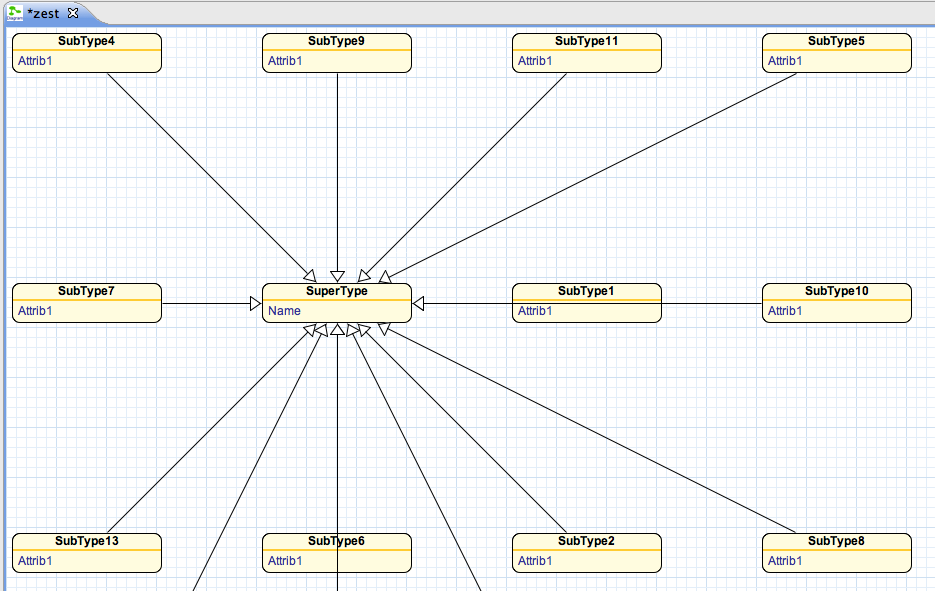 *zest
SubType4
Attrib1
SubType9
Attrib1
SubType11
Attrib1
SubType5
Attrib1
SubType7
Attrib1
SuperType
Name
SubType1
Attrib1
SubType10
Attrib1
SubType13
Attrib1
SubType6
Attrib1
SubType2
Attrib1
SubType8
Attrib1